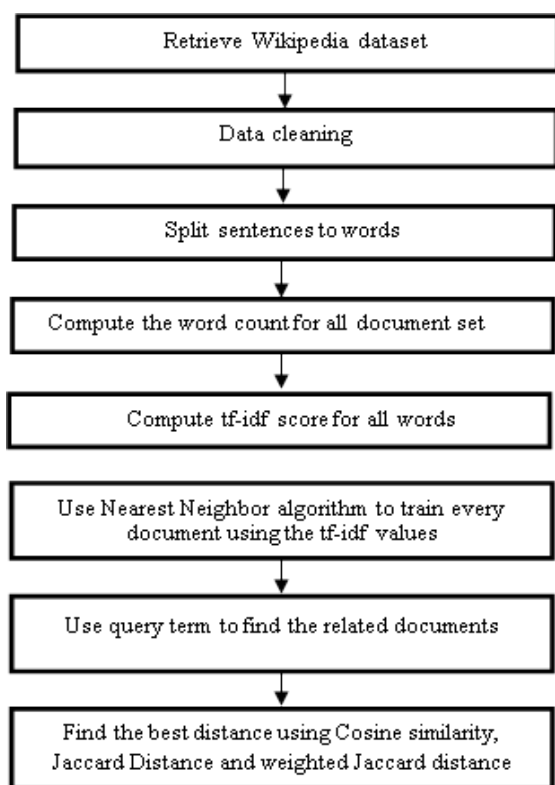 Retrieve Wikipedia dataset
Data cleaning
Split sentences to words
Compute the word count for all document set
Compute tf-idf score for all words
Use Nearest Neighbor algorithm to train every
document using the tf-idf values
Use query term to find the related documents
Find the best distance using Cosine similarity,
Jaccard Distance and weighted Jaccard distance